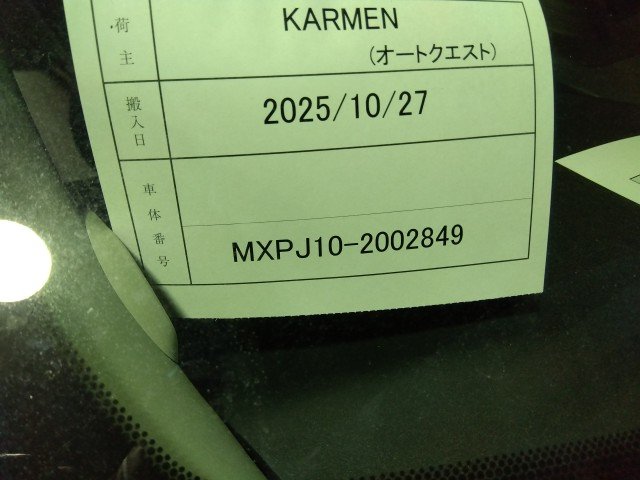 荷主 KARMEN
(オートクエスト)
搬入日 2025/10/27
車体番号 MXPJ10-2002849